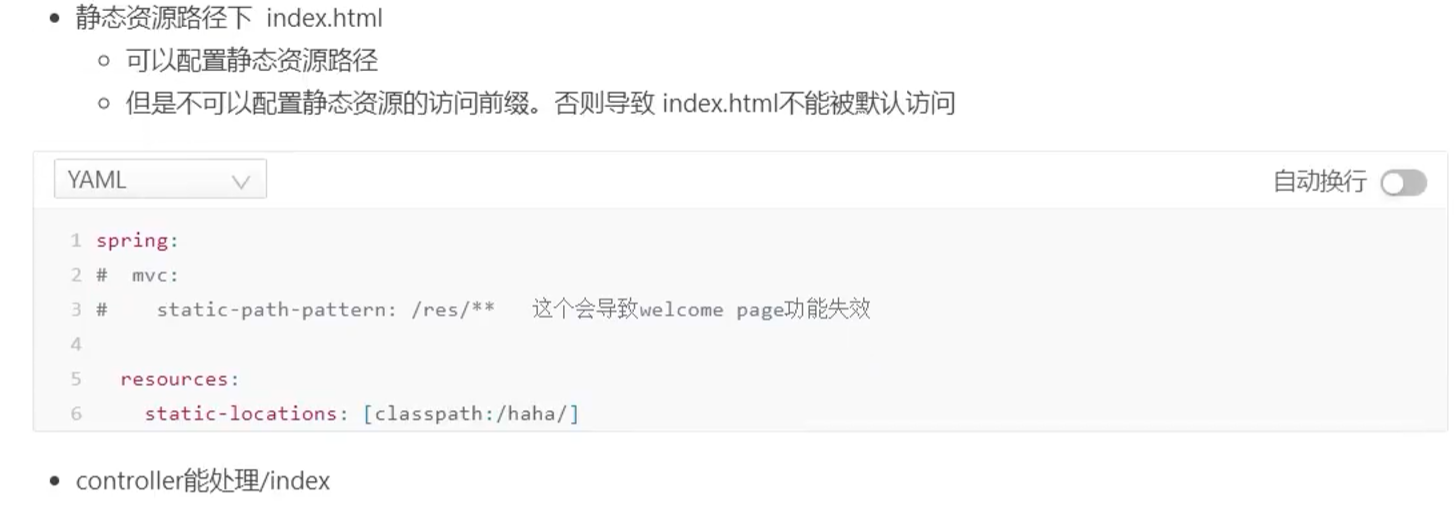 • 静态资源路径下 index.html
○ 可以配置静态资源路径
○ 但是不可以配置静态资源的访问前缀。否则导致 index.html不能被默认访问
YAML 自动换行
1 spring:
2 #  mvc:
3 #    static-path-pattern: /res/**   这个会导致welcome page功能失效
4
5   resources:
6     static-locations: [classpath:/haha/]
• controller能处理/index